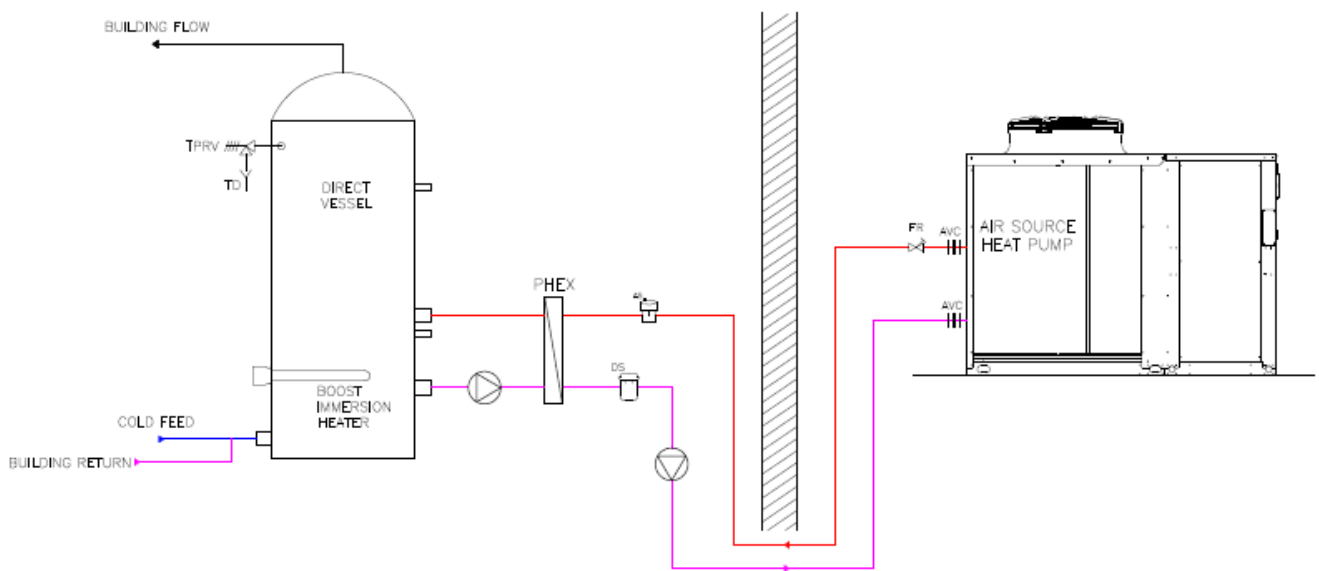 BUILDING FLOW
TPRV
TD
DIRECT
VESSEL
PHEX
DS
BOOST
IMMERSION
HEATER
COLD FEED
BUILDING RETURN
FR
AVC
AIR SOURCE
HEAT PUMP
AVC